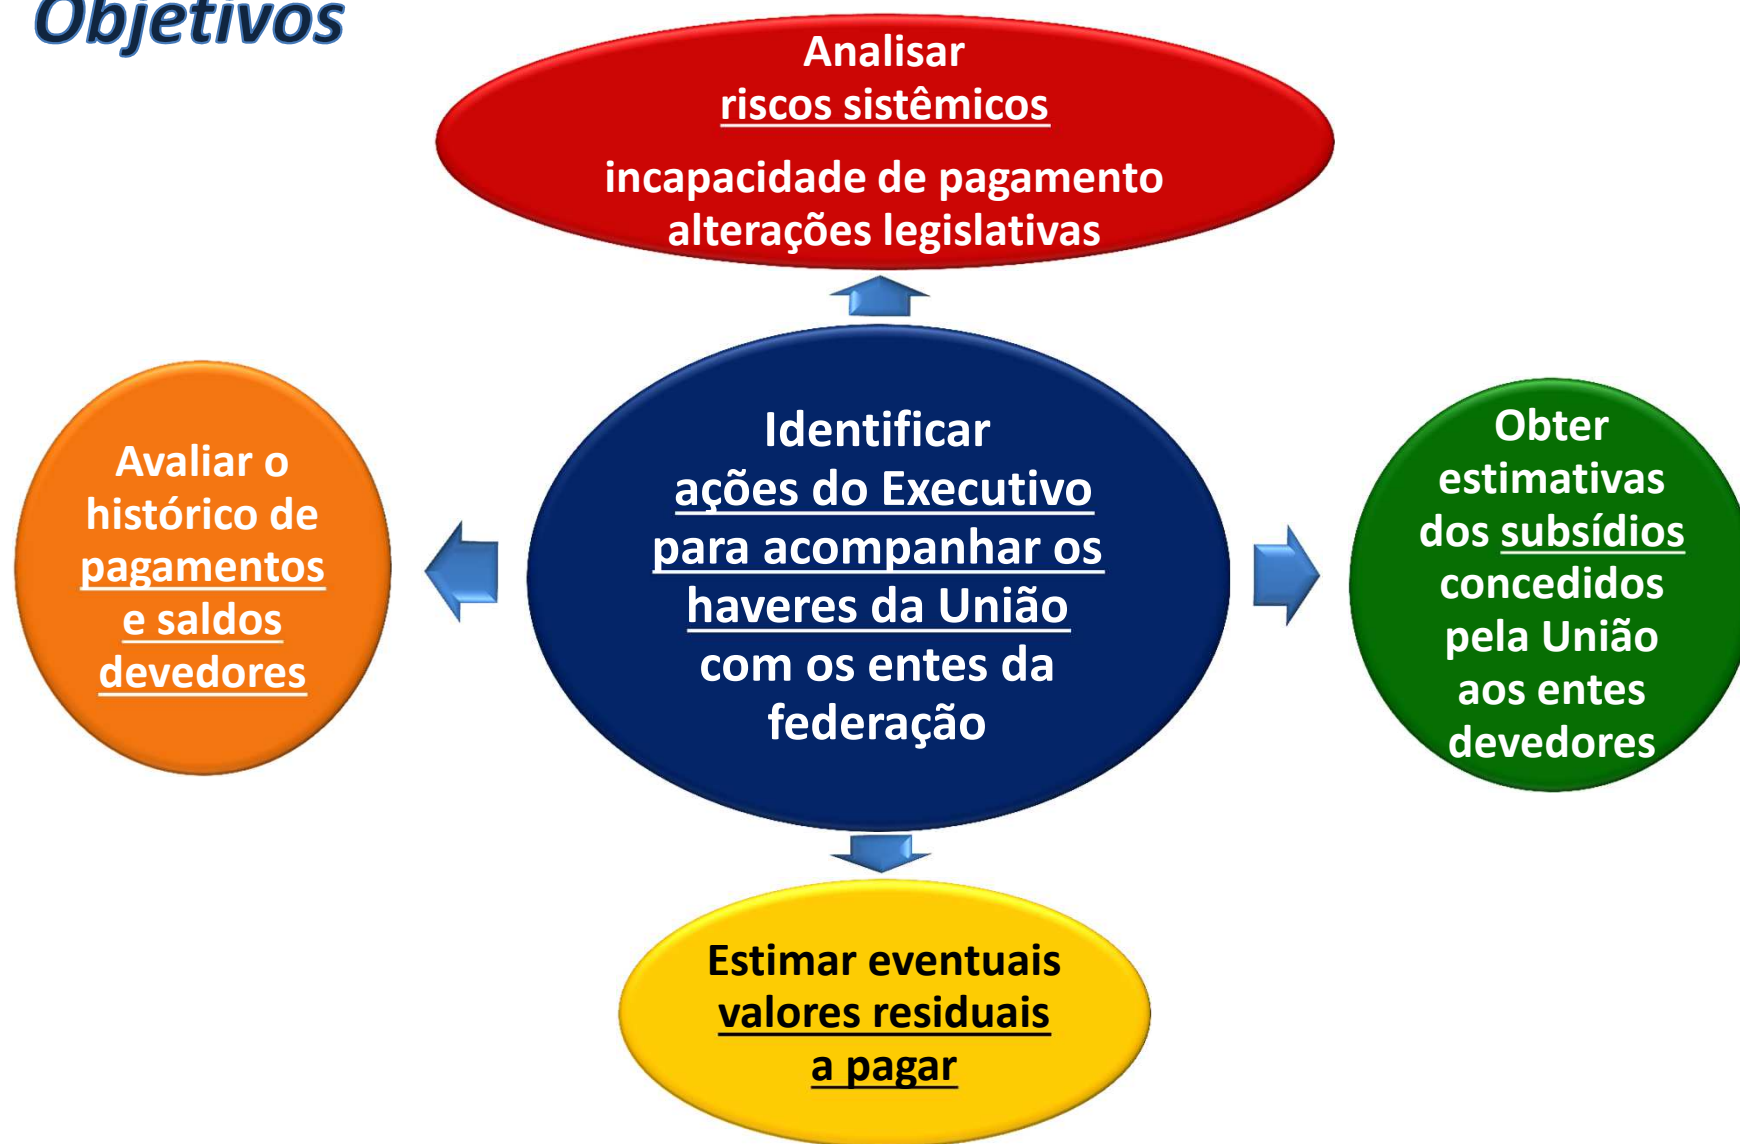 Objetivos
Analisar
riscos sistêmicos
incapacidade de pagamento
alterações legislativas
Avaliar o
histórico de
pagamentos
e saldos
devedores
Identificar
ações do Executivo
para acompanhar os
haveres da União
com os entes da
federação
Obter
estimativas
dos subsídios
concedidos
pela União
aos entes
devedores
Estimar eventuais
valores residuais
a pagar